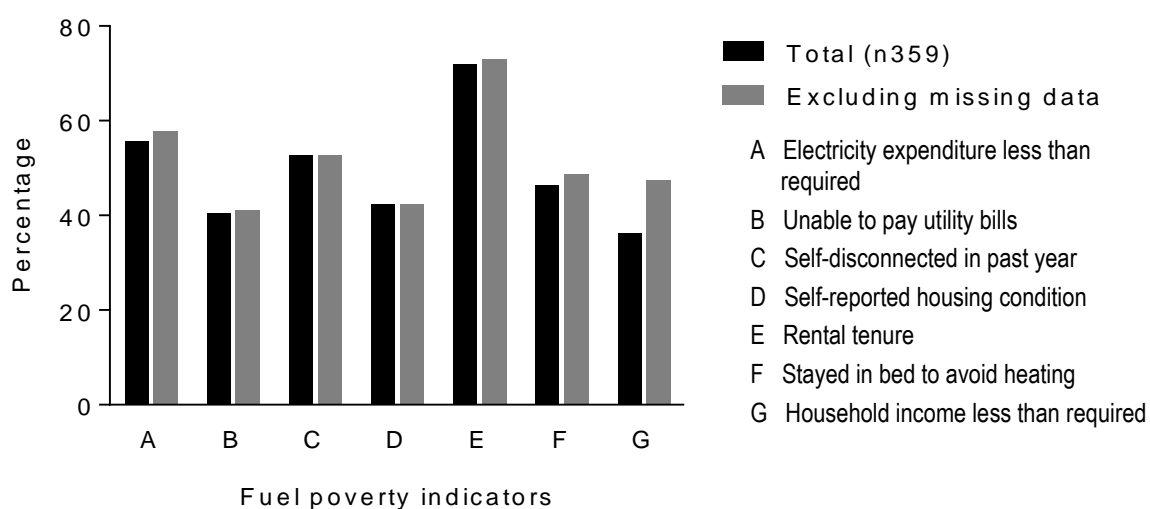 80
60
40
20
0
Percentage
A B C D E F G
Fuel poverty indicators
Total (n359)
Excluding missing data
A Electricity expenditure less than
required
B Unable to pay utility bills
C Self-disconnected in past year
D Self-reported housing condition
E Rental tenure
F Stayed in bed to avoid heating
G Household income less than required